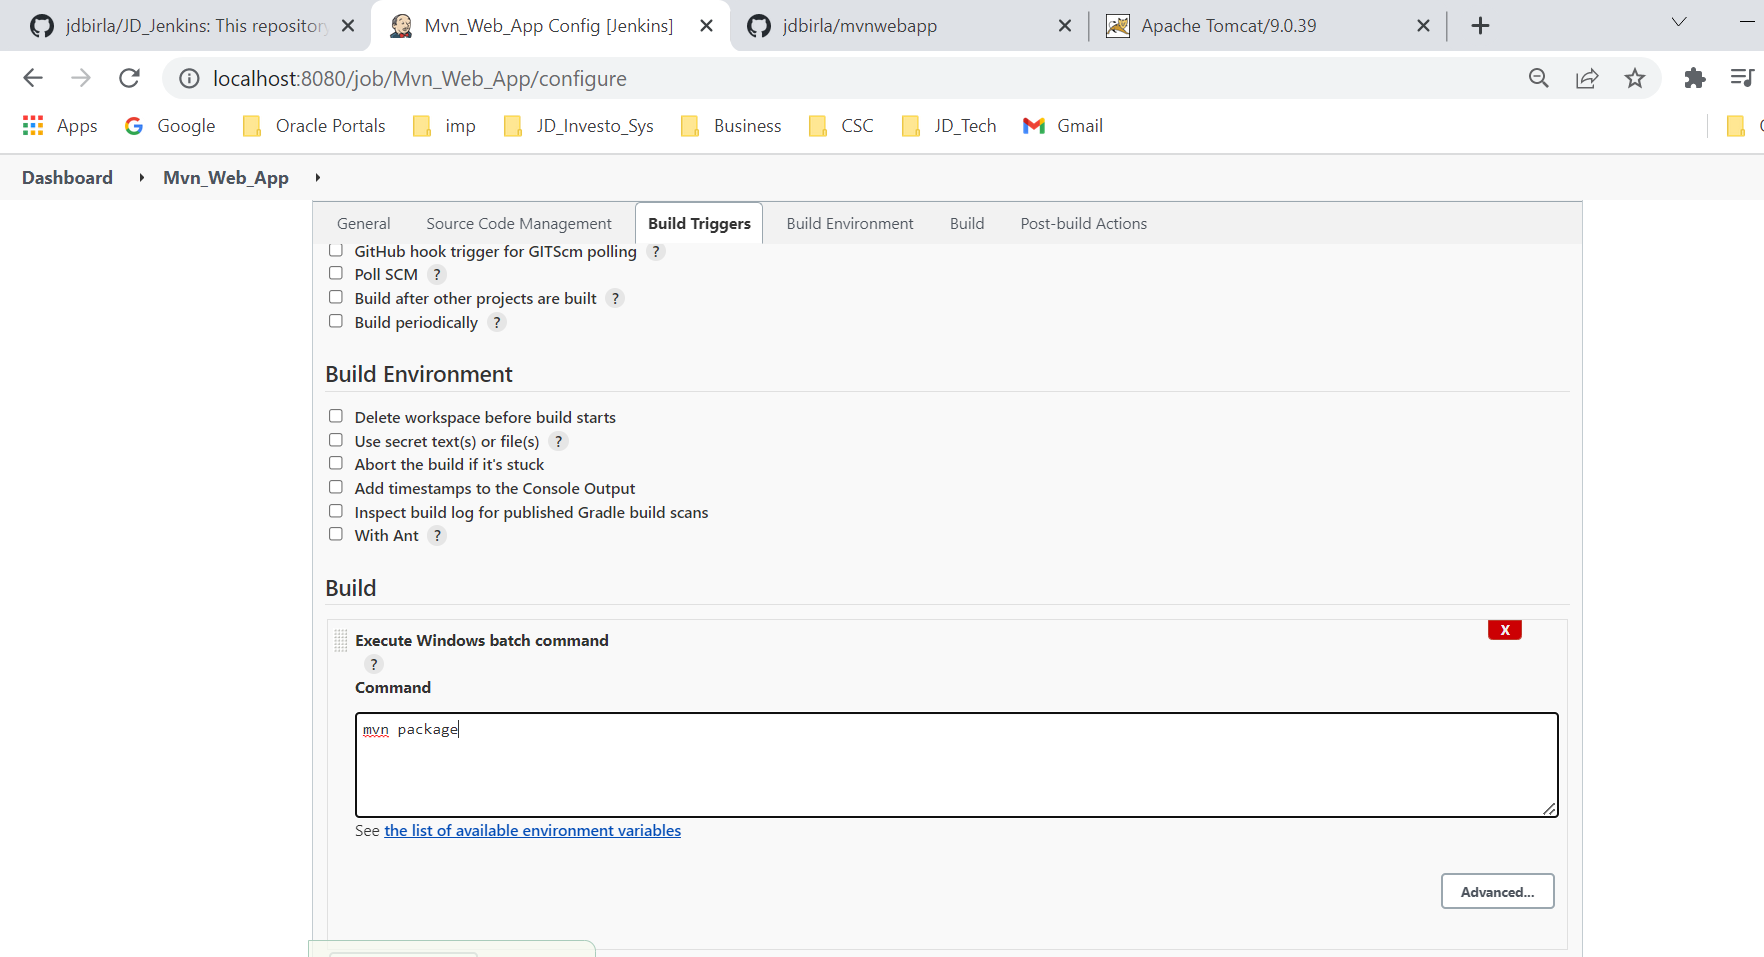 jdbirla/JD_Jenkins: This repository
Mvn_Web_App Config [Jenkins]
jdbirla/mvnwebapp
Apache Tomcat/9.0.39
localhost:8080/job/Mvn_Web_App/configure
Apps Google Oracle Portals imp JD_Investo_Sys Business CSC JD_Tech Gmail
Dashboard Mvn_Web_App
General Source Code Management Build Triggers Build Environment Build Post-build Actions
GitHub hook trigger for GITScm polling ?
Poll SCM ?
Build after other projects are built ?
Build periodically ?
Build Environment
Delete workspace before build starts
Use secret text(s) or file(s) ?
Abort the build if it's stuck
Add timestamps to the Console Output
Inspect build log for published Gradle build scans
With Ant ?
Build
X
Execute Windows batch command
?
Command
mvn package
See the list of available environment variables
Advanced...